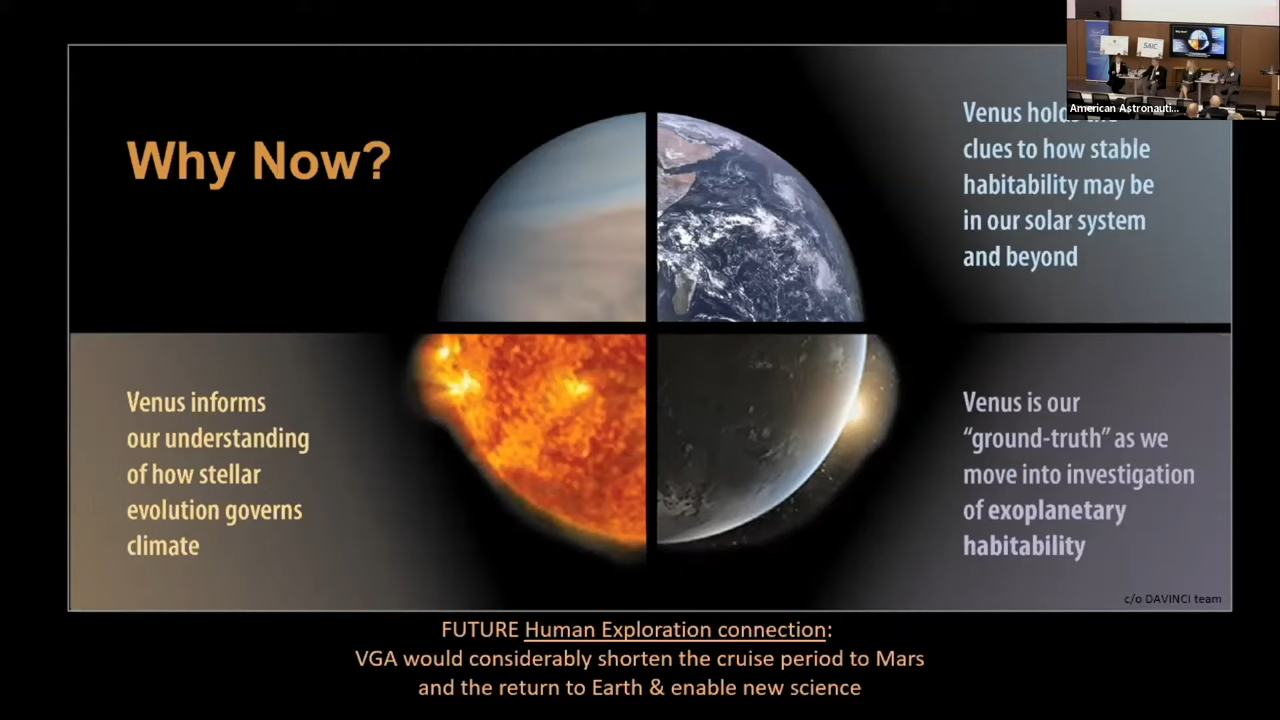 Why Now?
Venus holds
clues to how stable
habitability may be
in our solar system
and beyond
Venus informs
our understanding
of how stellar
evolution governs
climate
Venus is our
“ground-truth” as we
move into investigation
of exoplanetary
habitability
c/o DAVINCI team
FUTURE Human Exploration connection:
VGA would considerably shorten the cruise period to Mars
and the return to Earth & enable new science
SAIC
American Astronauti...